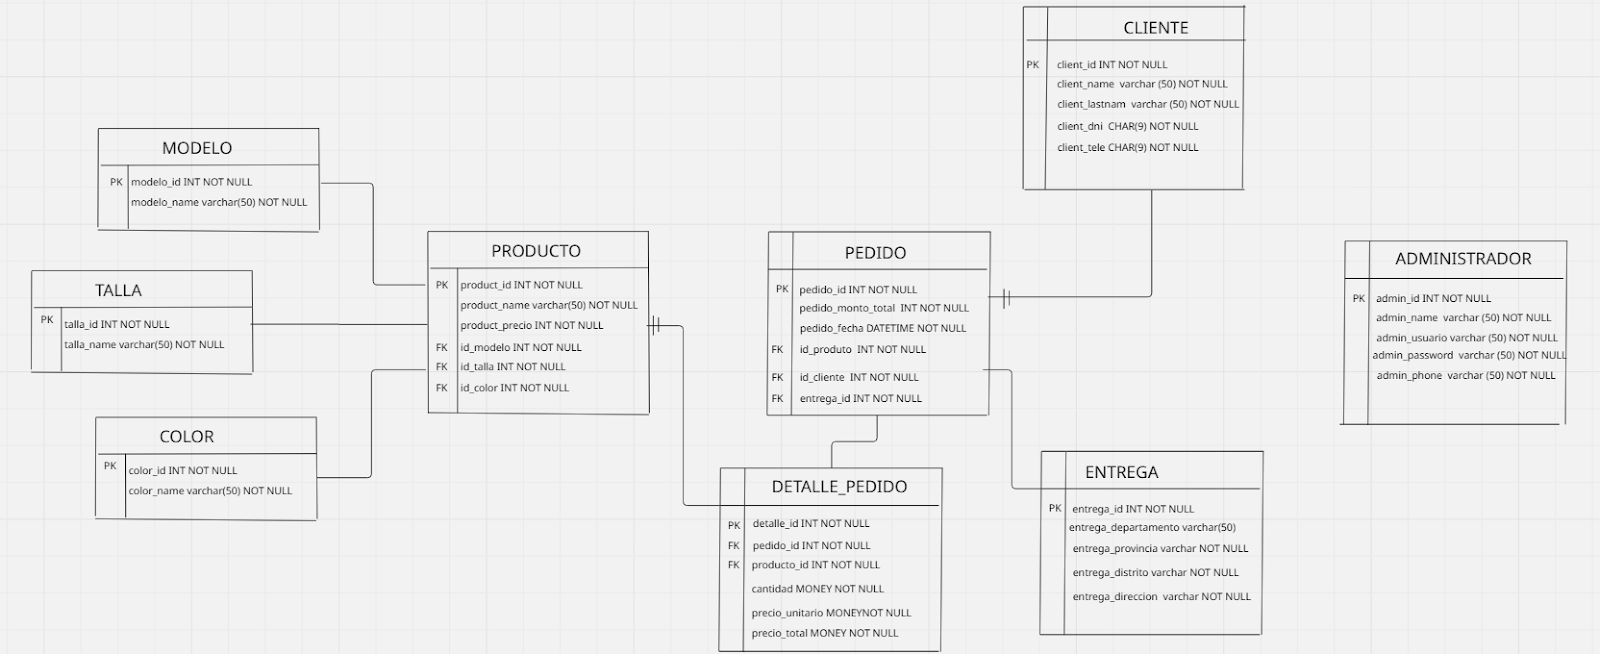 CLIENTE
PK client_id INT NOT NULL
client_name varchar (50) NOT NULL
client_lastnam varchar (50) NOT NULL
client_dni CHAR(9) NOT NULL
client_tele CHAR(9) NOT NULL
MODELO
PK modelo_id INT NOT NULL
modelo_name varchar(50) NOT NULL
TALLA
PK talla_id INT NOT NULL
talla_name varchar(50) NOT NULL
COLOR
PK color_id INT NOT NULL
color_name varchar(50) NOT NULL
PRODUCTO
PK product_id INT NOT NULL
product_name varchar(50) NOT NULL
product_precio INT NOT NULL
FK id_modelo INT NOT NULL
FK id_talla INT NOT NULL
FK id_color INT NOT NULL
PEDIDO
PK pedido_id INT NOT NULL
pedido_monto_total INT NOT NULL
pedido_fecha DATETIME NOT NULL
FK id_produto INT NOT NULL
FK id_cliente INT NOT NULL
FK entrega_id INT NOT NULL
DETALLE_PEDIDO
PK detalle_id INT NOT NULL
FK pedido_id INT NOT NULL
FK producto_id INT NOT NULL
cantidad MONEY NOT NULL
precio_unitario MONEYNOT NULL
precio_total MONEY NOT NULL
ENTREGA
PK entrega_id INT NOT NULL
entrega_departamento varchar(50)
entrega_provincia varchar NOT NULL
entrega_distrito varchar NOT NULL
entrega_direccion varchar NOT NULL
ADMINISTRADOR
PK admin_id INT NOT NULL
admin_name varchar (50) NOT NULL
admin_usuario varchar (50) NOT NULL
admin_password varchar (50) NOT NULL
admin_phone varchar (50) NOT NULL